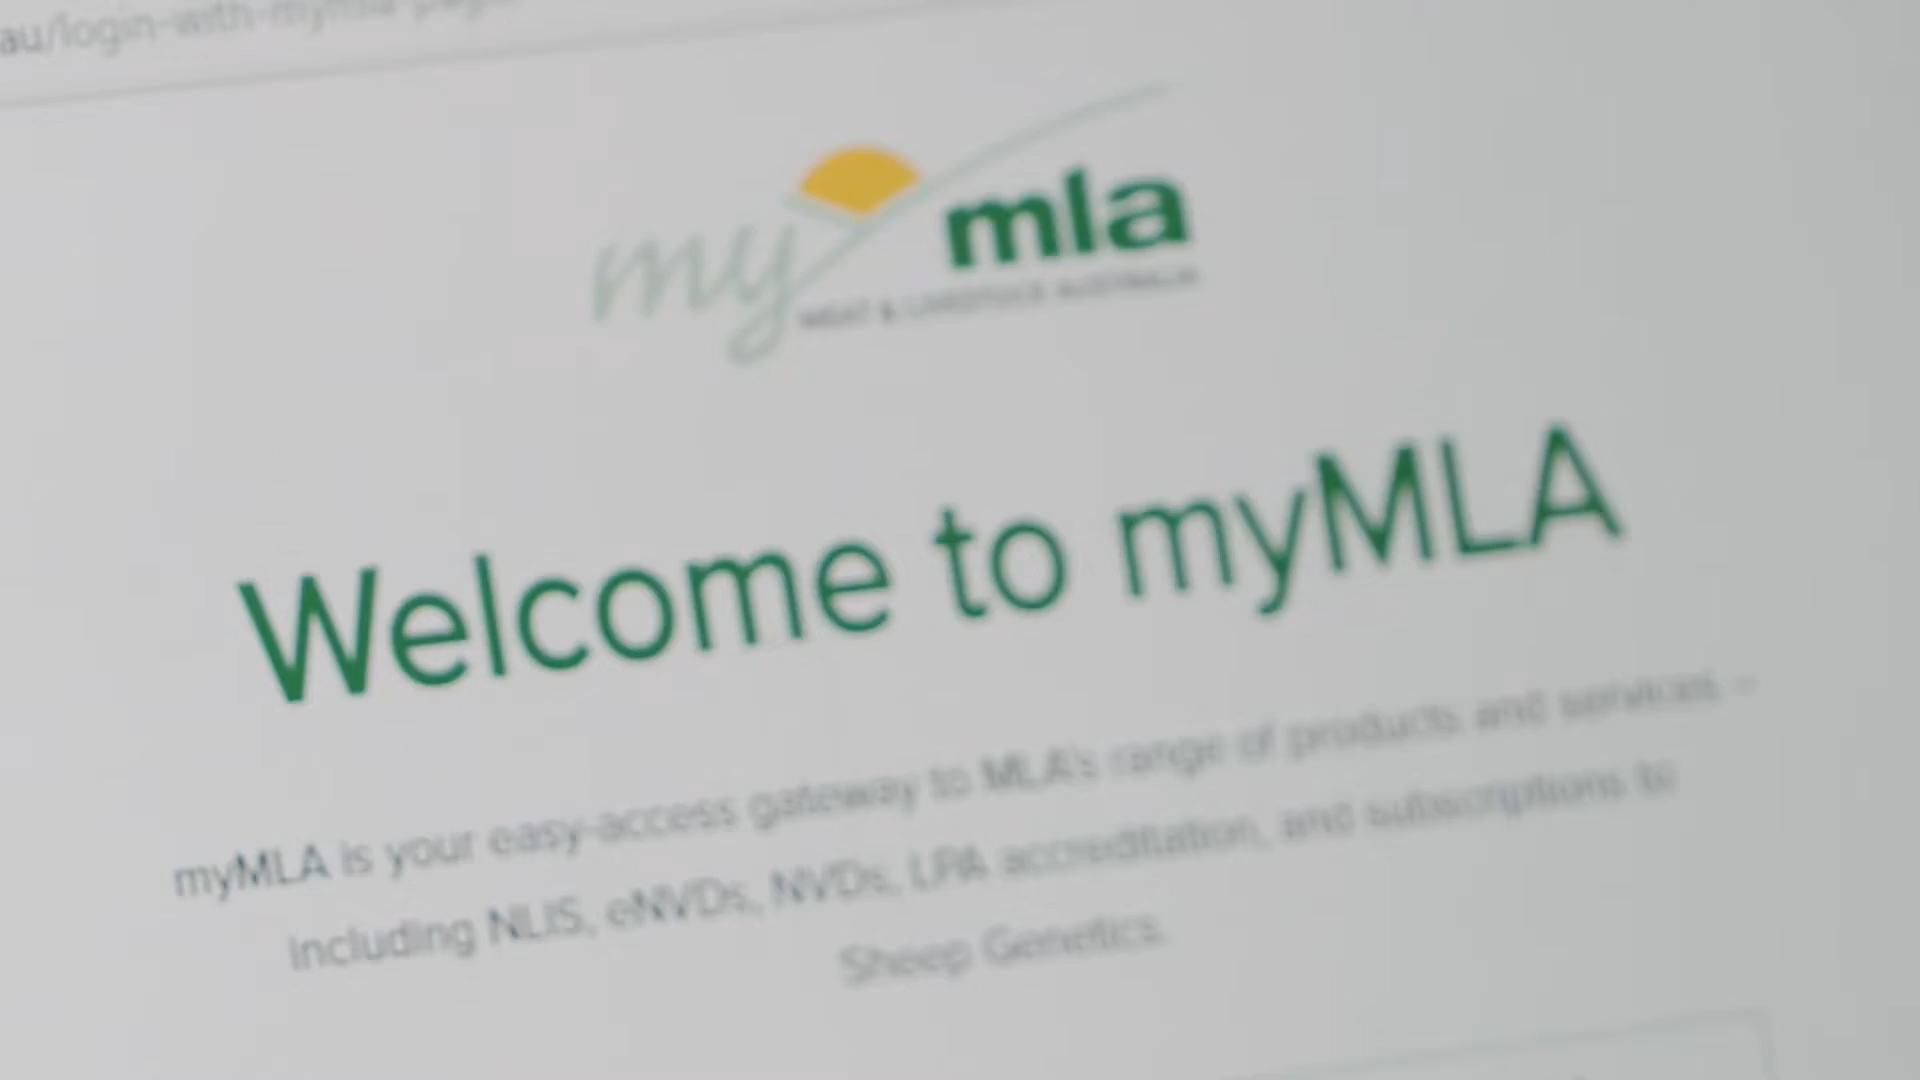 au/login-with-mymla-page
my mla
MEAT & LIVESTOCK AUSTRALIA
Welcome to myMLA
myMLA is your easy-access gateway to MLA's range of products and services –
including NLIS, eNVDs, NVDs, LPA accreditation, and subscriptions to
Sheep Genetics.